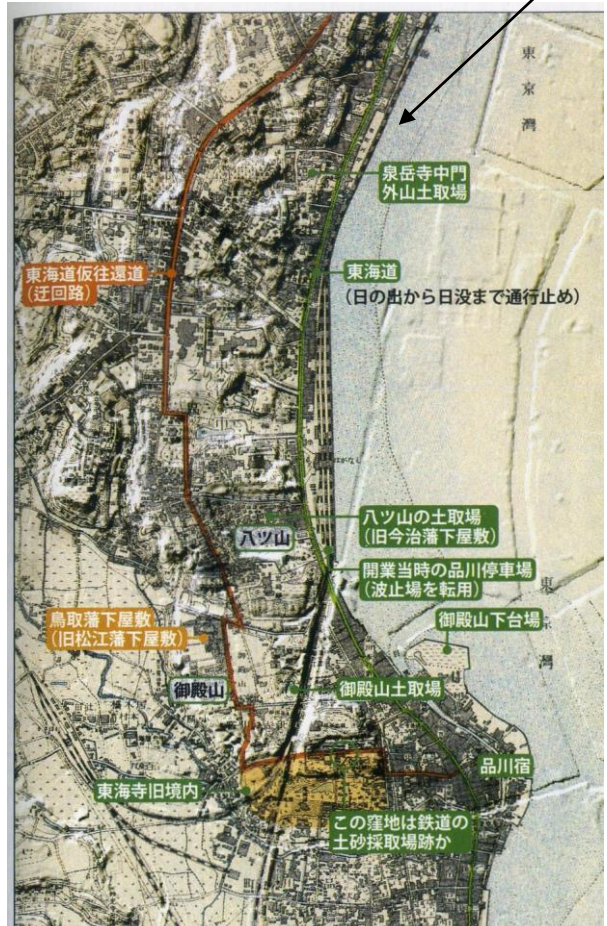 東京湾
泉岳寺中門
外山土取場
東海道仮往還道
(迂回路)
東海道
(日の出から日没まで通行止め)
八ツ山
八ツ山の土取場
(旧今治藩下屋敷)
開業当時の品川停車場
(波止場を転用)
鳥取藩下屋敷
(旧松江藩下屋敷)
御殿山下台場
東京湾
御殿山
御殿山土取場
東海寺旧境内
品川宿
この窪地は鉄道の
土砂採取場跡か